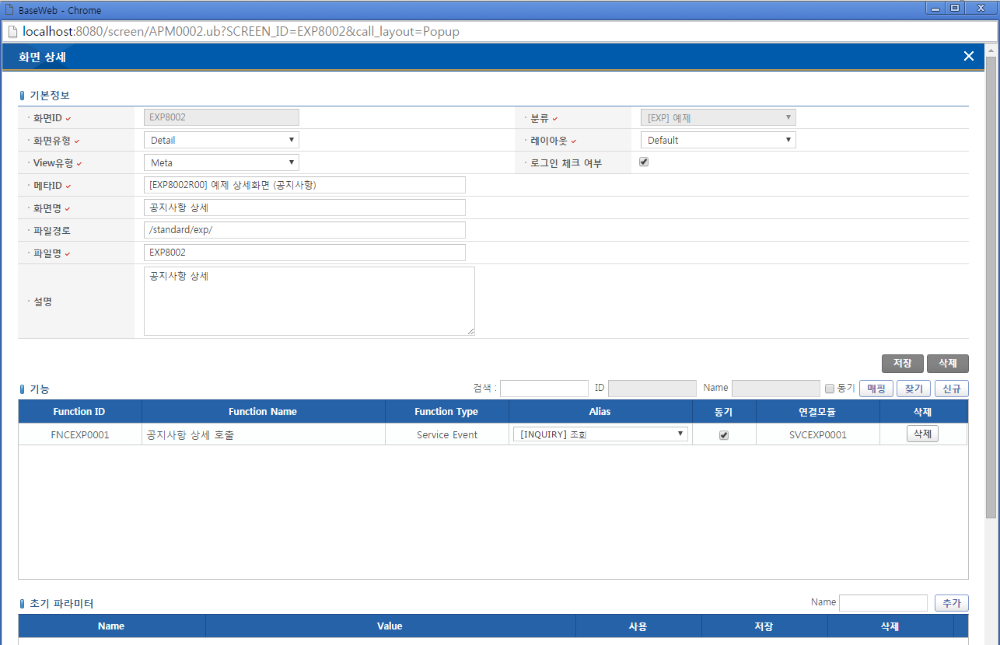 BaseWeb - Chrome
localhost:8080/screen/APM0002.ub?SCREEN_ID=EXP8002&call_layout=Popup
화면 상세
기본정보
화면ID EXP8002 분류 [EXP] 예제
화면유형 Detail 레이아웃 Default
View유형 Meta 로그인 체크 여부
메타ID [EXP8002R00] 예제 상세화면 (공지사항)
화면명 공지사항 상세
파일경로 /standard/exp/
파일명 EXP8002
설명 공지사항 상세
저장 삭제
기능 검색 : ID Name 동기 매핑 찾기 신규
Function ID Function Name Function Type Alias 동기 연결모듈 삭제
FNCEXP0001 공지사항 상세 호출 Service Event [INQUIRY] 조회 SVCEXP0001 삭제
초기 파라미터 Name 추가
Name Value 사용 저장 삭제